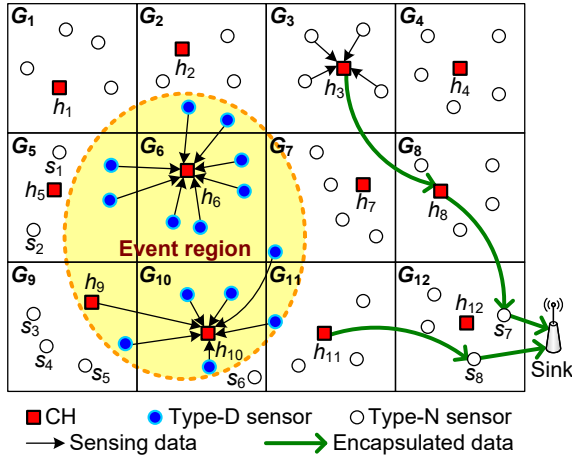 G1 G2 G3 G4
h1 h2 h3 h4
G5 G6 G7 G8
s1
h5 h6 h7 h8
s2
Event region
G9 G10 G11 G12
h9 h12
s3 s7
s4 h10 h11
s5 s6 s8
Sink
CH Type-D sensor Type-N sensor
Sensing data Encapsulated data